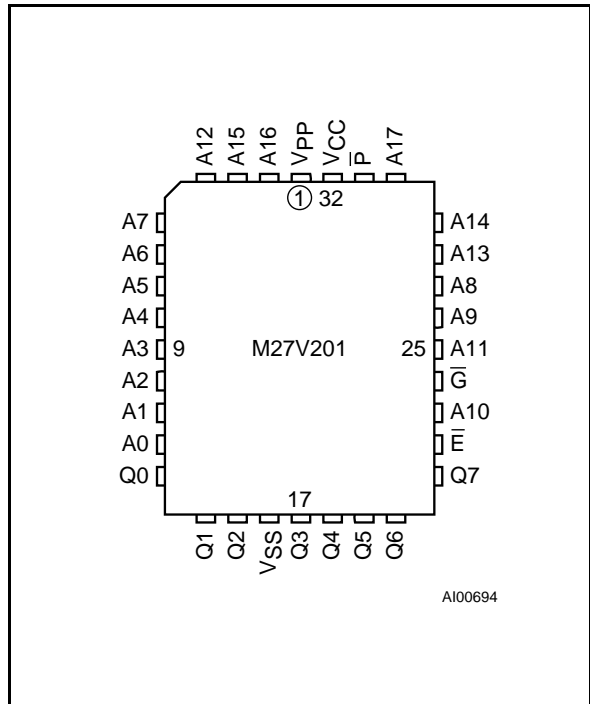 A12 A15 A16 VPP VCC P̅ A17
① 32
A7 A14
A6 A13
A5 A8
A4 A9
A3 9 M27V201 25 A11
A2 G̅
A1 A10
A0 E̅
Q0 Q7
17
Q1 Q2 VSS Q3 Q4 Q5 Q6
AI00694